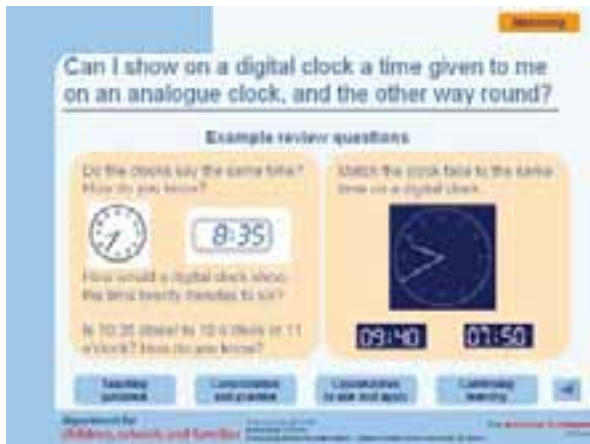 Measuring
Can I show on a digital clock a time given to me
on an analogue clock, and the other way round?
Example review questions
Do the clocks say the same time?
How do you know?
8:35
How would a digital clock show
the time twenty minutes to six?
Is 10:35 closer to 10 o'clock or 11
o'clock? How do you know?
Match the clock face to the same
time on a digital clock
09:40
07:50
Teaching
guidance
Consolidation
and practice
Opportunities
to use and apply
Confirming
learning
department for
children, schools and families